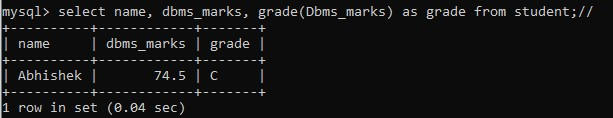 mysql> select name, dbms_marks, grade(Dbms_marks) as grade from student;//
+----------+------------+-------+
| name     | dbms_marks | grade |
+----------+------------+-------+
| Abhishek |       74.5 | C     |
+----------+------------+-------+
1 row in set (0.04 sec)